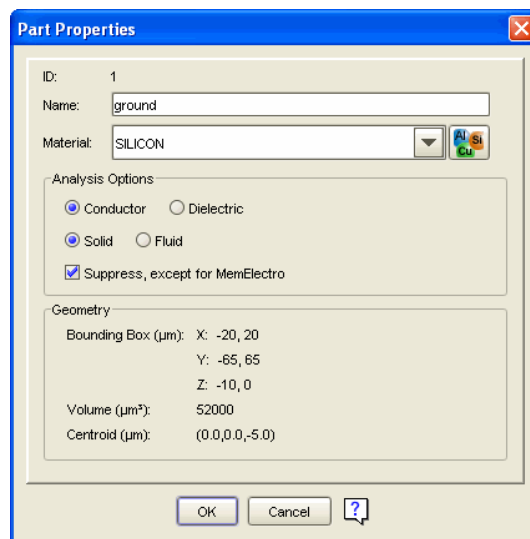 Part Properties
ID: 1
Name: ground
Material: SILICON
Al Si Cu
Analysis Options
Conductor Dielectric
Solid Fluid
Suppress, except for MemElectro
Geometry
Bounding Box (µm): X: -20, 20
Y: -65, 65
Z: -10, 0
Volume (µm³): 52000
Centroid (µm): (0.0,0.0,-5.0)
OK Cancel ?